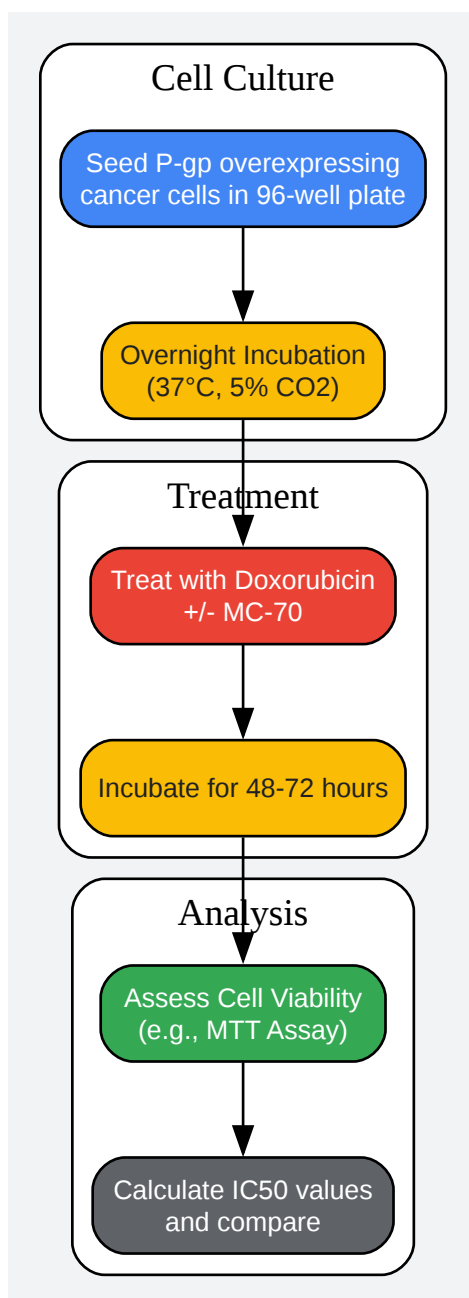 Cell Culture
Seed P-gp overexpressing
cancer cells in 96-well plate
Overnight Incubation
(37°C, 5% CO2)
Treatment
Treat with Doxorubicin
+/- MC-70
Incubate for 48-72 hours
Analysis
Assess Cell Viability
(e.g., MTT Assay)
Calculate IC50 values
and compare